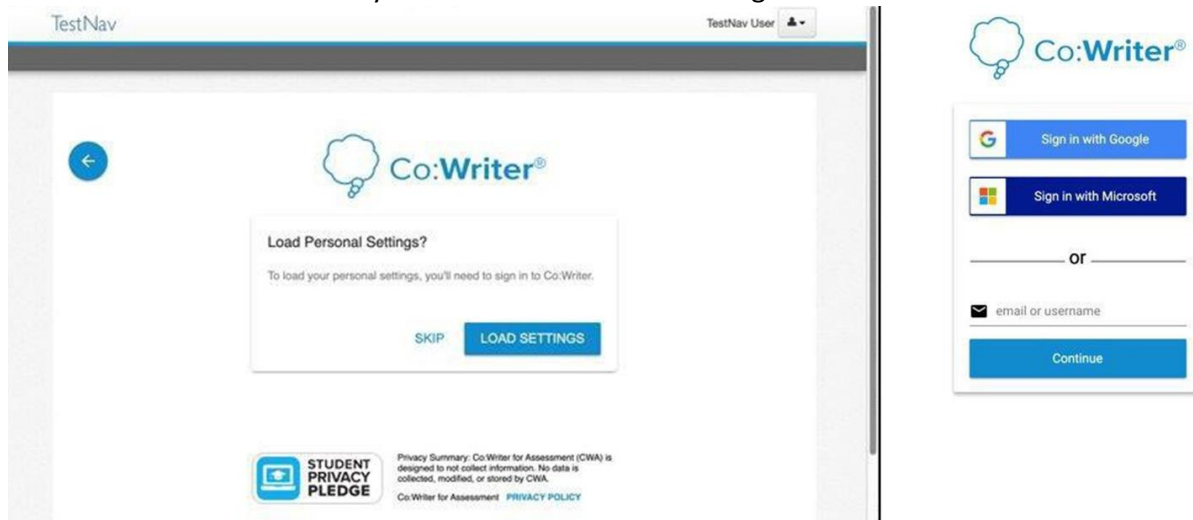 TestNav
TestNav User
Co:Writer®
Load Personal Settings?
To load your personal settings, you'll need to sign in to Co:Writer.
SKIP LOAD SETTINGS
STUDENT
PRIVACY
PLEDGE
Privacy Summary: Co:Writer for Assessment (CWA) is
designed to not collect information. No data is
collected, modified, or stored by CWA.
Co:Writer for Assessment PRIVACY POLICY
Co:Writer®
Sign in with Google
Sign in with Microsoft
or
email or username
Continue